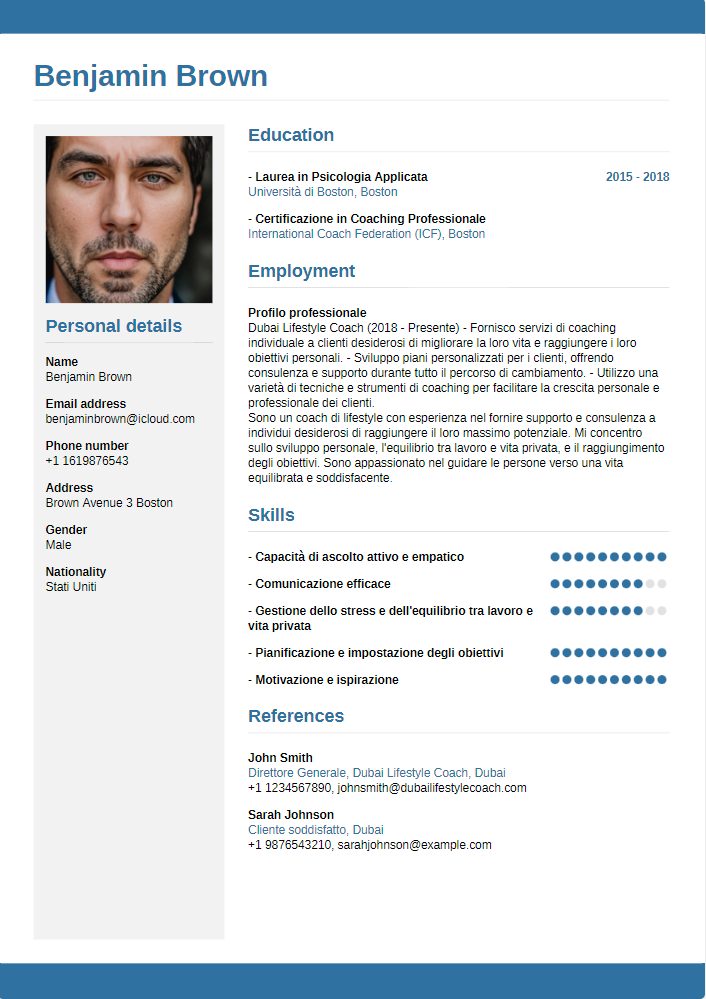 Benjamin Brown
Personal details
Name
Benjamin Brown
Email address
benjaminbrown@icloud.com
Phone number
+1 1619876543
Address
Brown Avenue 3 Boston
Gender
Male
Nationality
Stati Uniti
Education
- Laurea in Psicologia Applicata 2015 - 2018
Università di Boston, Boston
- Certificazione in Coaching Professionale
International Coach Federation (ICF), Boston
Employment
Profilo professionale
Dubai Lifestyle Coach (2018 - Presente) - Fornisco servizi di coaching
individuale a clienti desiderosi di migliorare la loro vita e raggiungere i loro
obiettivi personali. - Sviluppo piani personalizzati per i clienti, offrendo
consulenza e supporto durante tutto il percorso di cambiamento. - Utilizzo una
varietà di tecniche e strumenti di coaching per facilitare la crescita personale e
professionale dei clienti.
Sono un coach di lifestyle con esperienza nel fornire supporto e consulenza a
individui desiderosi di raggiungere il loro massimo potenziale. Mi concentro
sullo sviluppo personale, l'equilibrio tra lavoro e vita privata, e il raggiungimento
degli obiettivi. Sono appassionato nel guidare le persone verso una vita
equilibrata e soddisfacente.
Skills
- Capacità di ascolto attivo e empatico
- Comunicazione efficace
- Gestione dello stress e dell'equilibrio tra lavoro e
vita privata
- Pianificazione e impostazione degli obiettivi
- Motivazione e ispirazione
References
John Smith
Direttore Generale, Dubai Lifestyle Coach, Dubai
+1 1234567890, johnsmith@dubailifestylecoach.com
Sarah Johnson
Cliente soddisfatto, Dubai
+1 9876543210, sarahjohnson@example.com